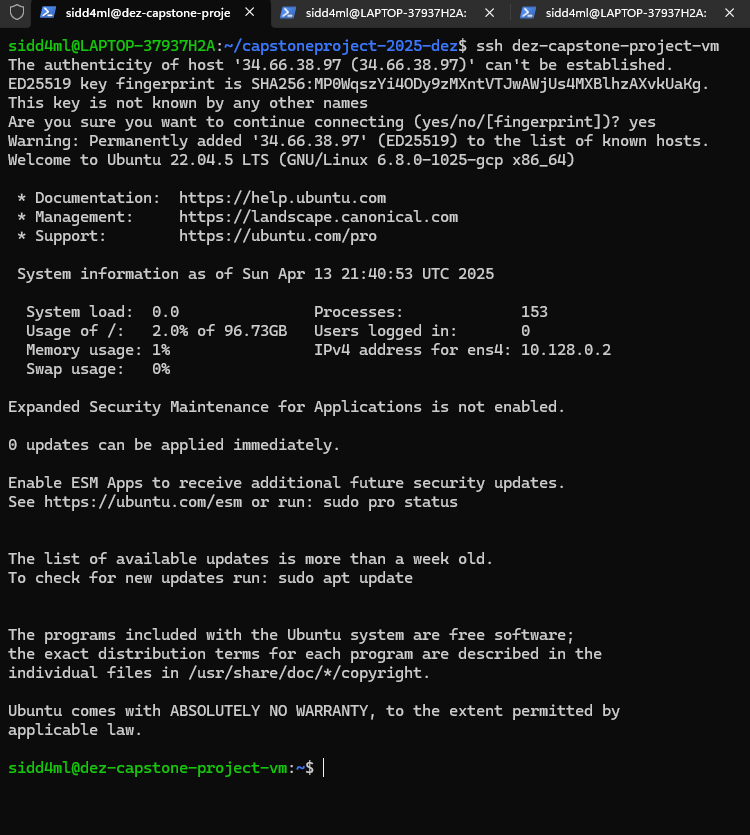 sidd4ml@dez-capstone-proje
sidd4ml@LAPTOP-37937H2A:
sidd4ml@LAPTOP-37937H2A:
sidd4ml@LAPTOP-37937H2A:~/capstoneproject-2025-dez$ ssh dez-capstone-project-vm
The authenticity of host '34.66.38.97 (34.66.38.97)' can't be established.
ED25519 key fingerprint is SHA256:MP0WqszYi4ODy9zMXntVTJwAWjUs4MXBlhzAXvkUaKg.
This key is not known by any other names
Are you sure you want to continue connecting (yes/no/[fingerprint])? yes
Warning: Permanently added '34.66.38.97' (ED25519) to the list of known hosts.
Welcome to Ubuntu 22.04.5 LTS (GNU/Linux 6.8.0-1025-gcp x86_64)
* Documentation:  https://help.ubuntu.com
* Management:     https://landscape.canonical.com
* Support:        https://ubuntu.com/pro
System information as of Sun Apr 13 21:40:53 UTC 2025
System load:  0.0               Processes:             153
Usage of /:   2.0% of 96.73GB   Users logged in:       0
Memory usage: 1%                IPv4 address for ens4: 10.128.0.2
Swap usage:   0%
Expanded Security Maintenance for Applications is not enabled.
0 updates can be applied immediately.
Enable ESM Apps to receive additional future security updates.
See https://ubuntu.com/esm or run: sudo pro status
The list of available updates is more than a week old.
To check for new updates run: sudo apt update
The programs included with the Ubuntu system are free software;
the exact distribution terms for each program are described in the
individual files in /usr/share/doc/*/copyright.
Ubuntu comes with ABSOLUTELY NO WARRANTY, to the extent permitted by
applicable law.
sidd4ml@dez-capstone-project-vm:~$